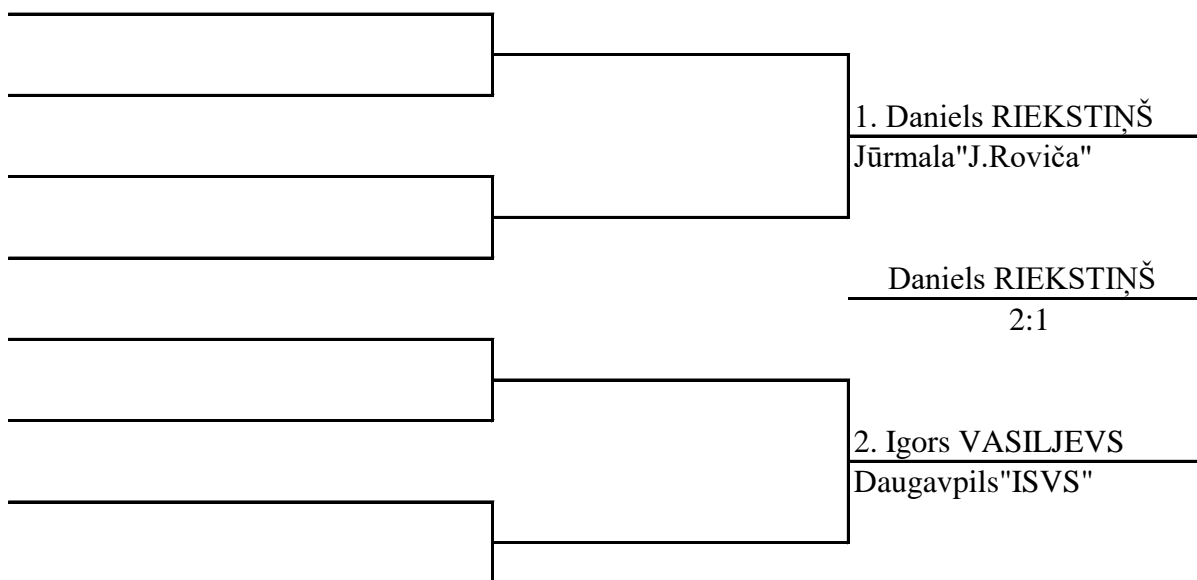 1. Daniels RIEKSTIŅŠ
Jūrmala"J.Roviča"
Daniels RIEKSTIŅŠ
2:1
2. Igors VASILJEVS
Daugavpils"ISVS"